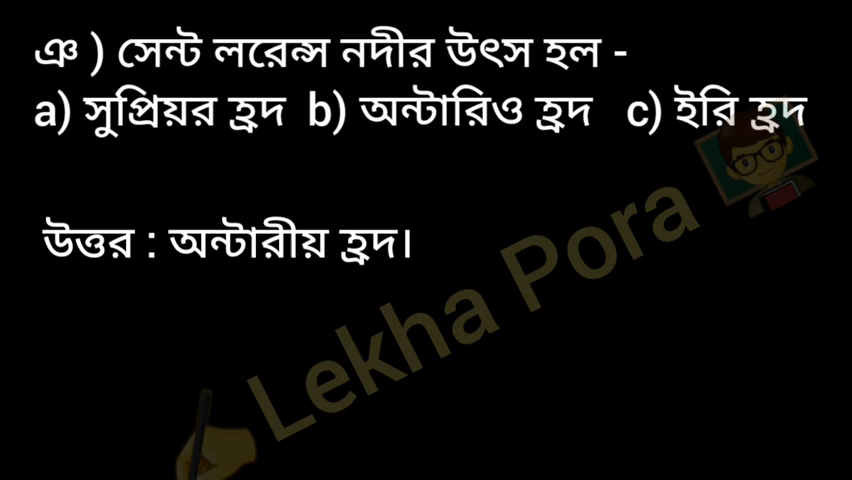 ঞ ) সেন্ট লরেন্স নদীর উৎস হল -
a) সুপ্রিয়র হ্রদ b) অন্টারিও হ্রদ c) ইরি হ্রদ
উত্তর : অন্টারীয় হ্রদ।
Lekha Pora